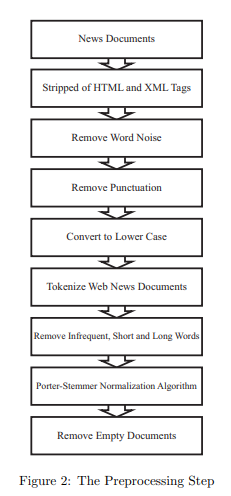 News Documents
Stripped of HTML and XML Tags
Remove Word Noise
Remove Punctuation
Convert to Lower Case
Tokenize Web News Documents
Remove Infrequent, Short and Long Words
Porter-Stemmer Normalization Algorithm
Remove Empty Documents
Figure 2: The Preprocessing Step